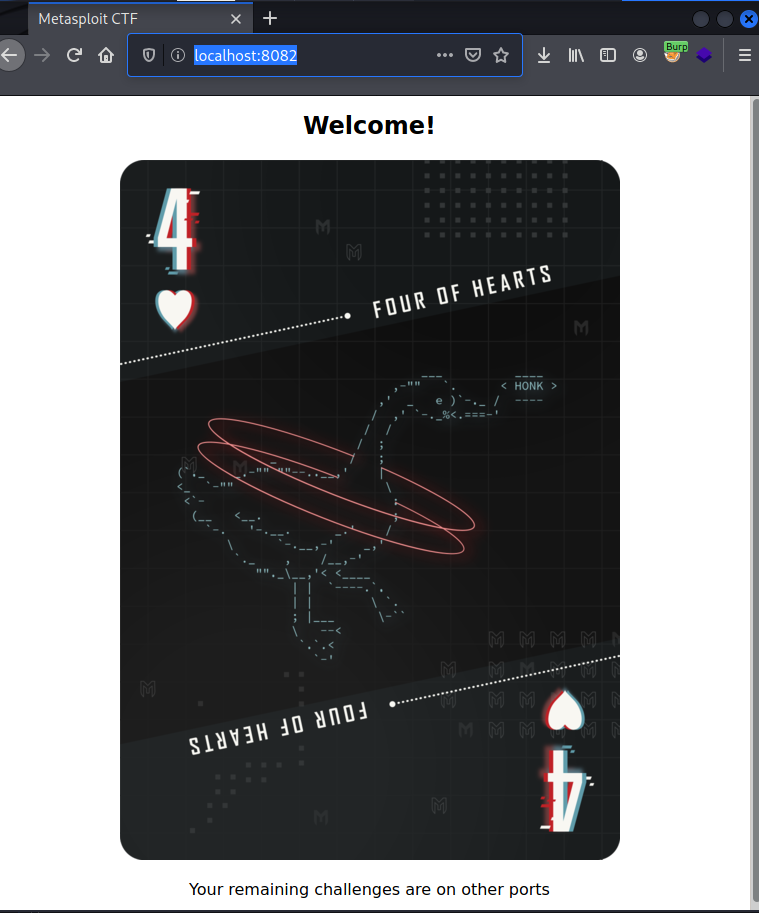 Metasploit CTF
Burp
localhost:8082
Welcome!
4
FOUR OF HEARTS
< HONK >
FOUR OF HEARTS
4
Your remaining challenges are on other ports